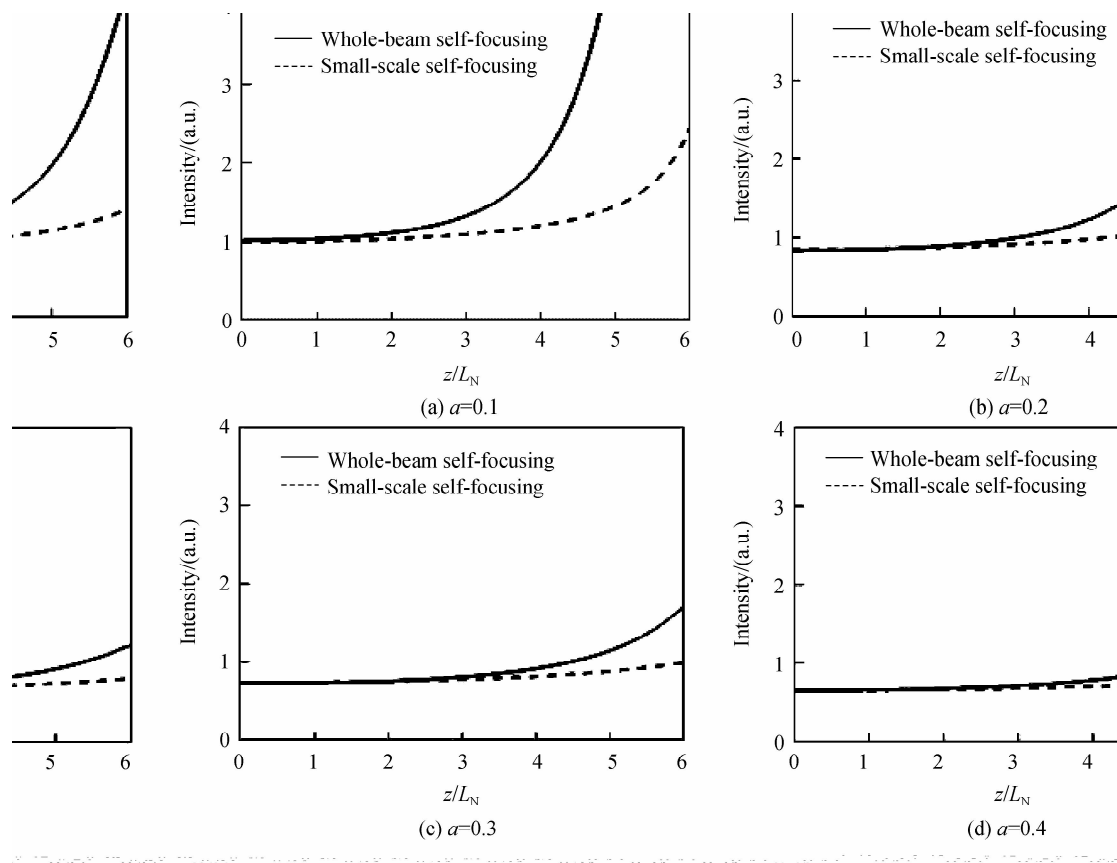 Whole-beam self-focusing
Small-scale self-focusing
3
2
1
0
Intensity/(a.u.)
0 1 2 3 4 5 6
z/L_N
(a) a=0.1
Whole-beam self-focusing
Small-scale self-focusing
3
2
1
0
Intensity/(a.u.)
0 1 2 3 4
z/L_N
(b) a=0.2
5 6
4
3
2
1
0
Intensity/(a.u.)
Whole-beam self-focusing
Small-scale self-focusing
0 1 2 3 4 5 6
z/L_N
(c) a=0.3
4
3
2
1
0
Intensity/(a.u.)
Whole-beam self-focusing
Small-scale self-focusing
0 1 2 3 4
z/L_N
(d) a=0.4
5 6